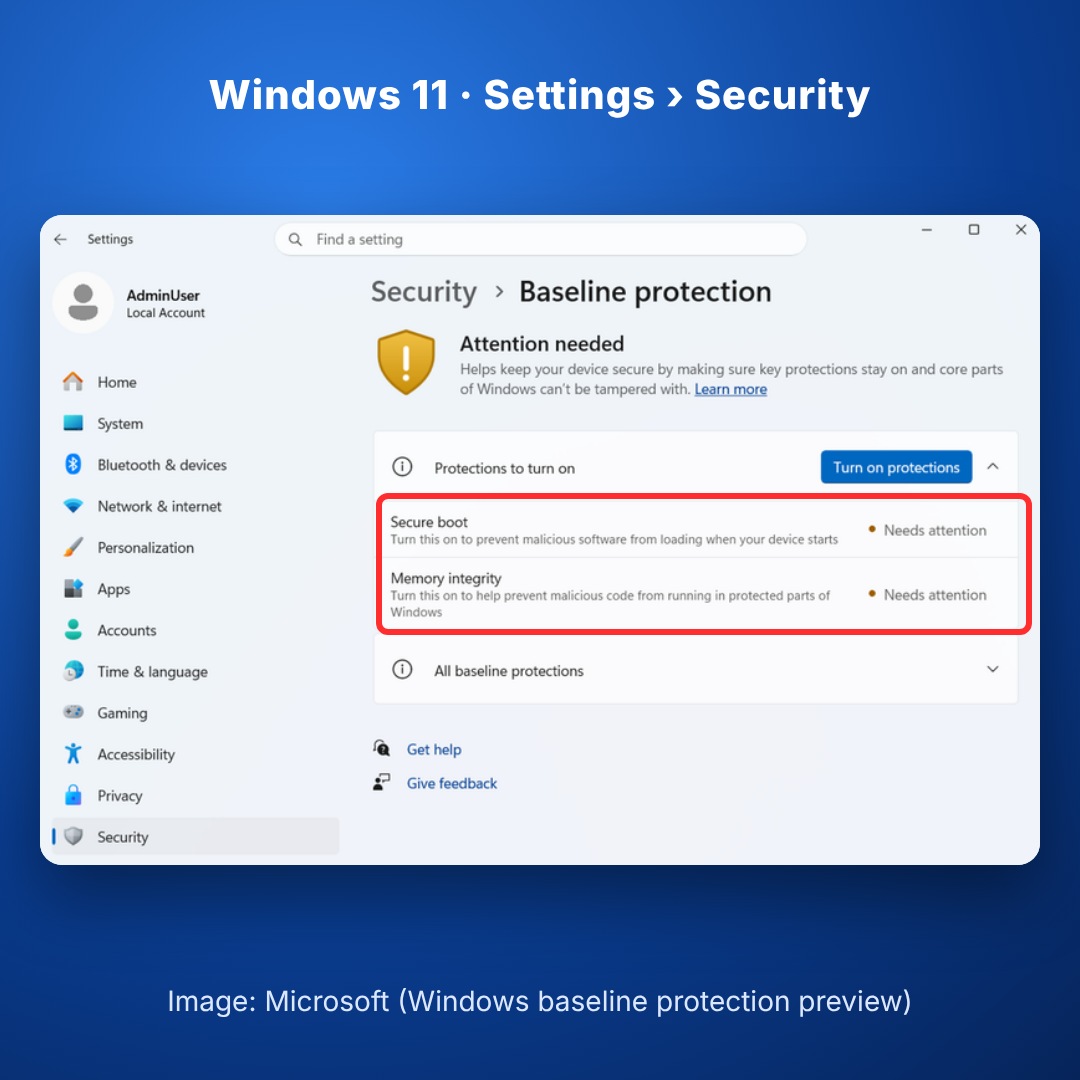 Windows 11 · Settings › Security
Settings
Find a setting
AdminUser
Local Account
Home
System
Bluetooth & devices
Network & internet
Personalization
Apps
Accounts
Time & language
Gaming
Accessibility
Privacy
Security
Security › Baseline protection
Attention needed
Helps keep your device secure by making sure key protections stay on and core parts
of Windows can't be tampered with. Learn more
Protections to turn on
Turn on protections
Secure boot
Turn this on to prevent malicious software from loading when your device starts
Needs attention
Memory integrity
Turn this on to help prevent malicious code from running in protected parts of
Windows
Needs attention
All baseline protections
Get help
Give feedback
Image: Microsoft (Windows baseline protection preview)